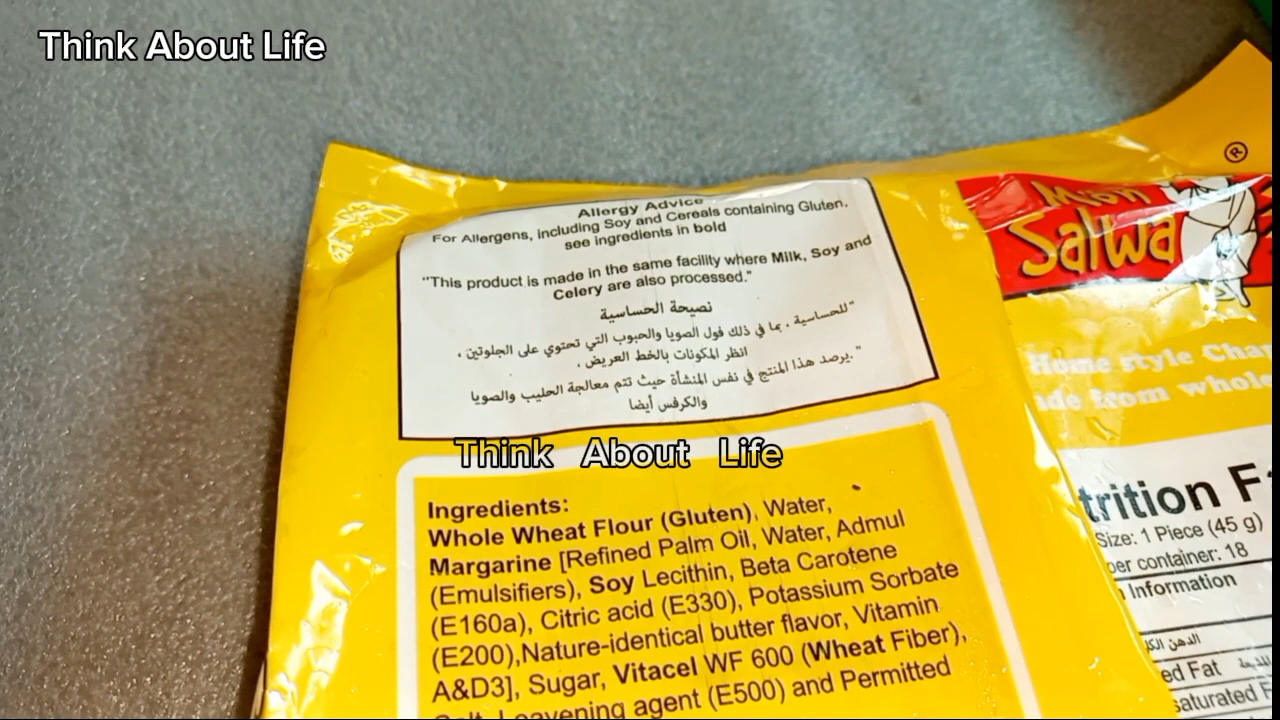 Think About Life
Allergy Advice
For Allergens, including Soy and Cereals containing Gluten,
see ingredients in bold
"This product is made in the same facility where Milk, Soy and
Celery are also processed."
نصيحة الحساسية
"للحساسية ، بما في ذلك فول الصويا والحبوب التي تحتوي على الجلوتين ،
انظر المكونات بالخط العريض ،
يرصد هذا المنتج في نفس المنشأة حيث تتم معالجة الحليب والصويا."
والكرفس أيضا
Think About Life
Ingredients:
Whole Wheat Flour (Gluten), Water,
Margarine [Refined Palm Oil, Water, Admul
(Emulsifiers), Soy Lecithin, Beta Carotene
(E160a), Citric acid (E330), Potassium Sorbate
(E200),Nature-identical butter flavor, Vitamin
A&D3], Sugar, Vitacel WF 600 (Wheat Fiber),
Salt, Leavening agent (E500) and Permitted
®
Mon
Salwa
Home style
from whole
Size: 1 Piece (45 g)
per container: 18
Information
الدهن
Fat